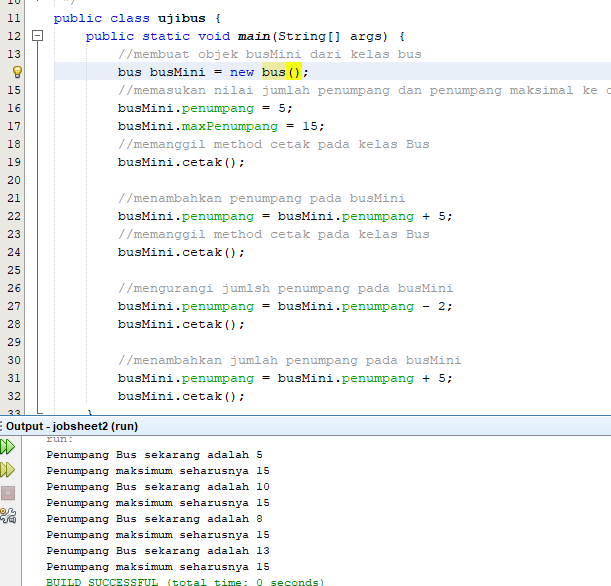 11 public class ujibus {
12 public static void main(String[] args) {
13 //membuat objek busMini dari kelas bus
bus busMini = new bus();
15 //memasukan nilai jumlah penumpang dan penumpang maksimal ke
16 busMini.penumpang = 5;
17 busMini.maxPenumpang = 15;
18 //memanggil method cetak pada kelas Bus
19 busMini.cetak();
20
21 //menambahkan penumpang pada busMini
22 busMini.penumpang = busMini.penumpang + 5;
23 //memanggil method cetak pada kelas Bus
24 busMini.cetak();
25
26 //mengurangi jumlsh penumpang pada busMini
27 busMini.penumpang = busMini.penumpang - 2;
28 busMini.cetak();
29
30 //menambahkan jumlah penumpang pada busMini
31 busMini.penumpang = busMini.penumpang + 5;
32 busMini.cetak();
33 }
Output - jobsheet2 (run)
run:
Penumpang Bus sekarang adalah 5
Penumpang maksimum seharusnya 15
Penumpang Bus sekarang adalah 10
Penumpang maksimum seharusnya 15
Penumpang Bus sekarang adalah 8
Penumpang maksimum seharusnya 15
Penumpang Bus sekarang adalah 13
Penumpang maksimum seharusnya 15
BUILD SUCCESSFUL (total time: 0 seconds)